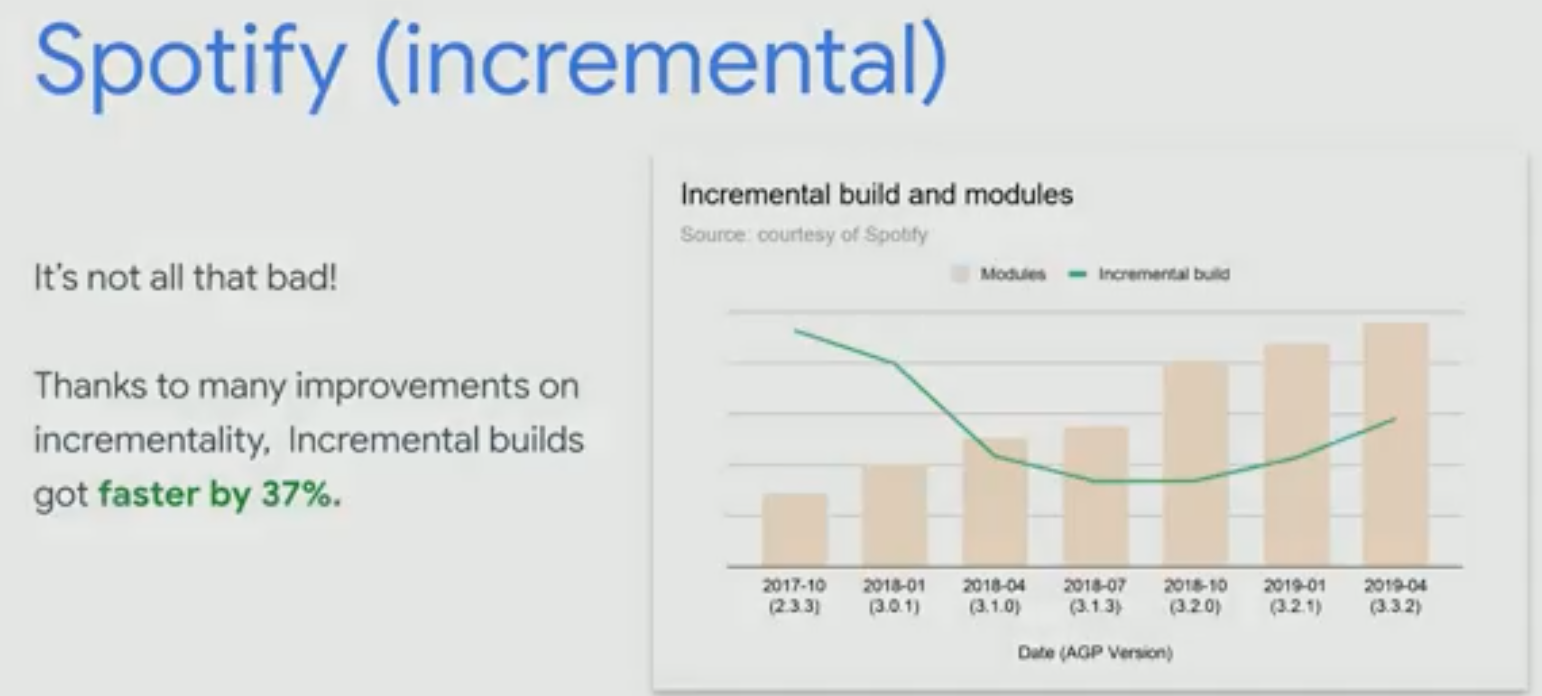 Spotify (incremental)
It's not all that bad!
Thanks to many improvements on
incrementality,  Incremental builds
got faster by 37%.
Incremental build and modules
Source: courtesy of Spotify
Modules
Incremental build
2017-10 2018-01 2018-04 2018-07 2018-10 2019-01 2019-04
(2.3.3) (3.0.1) (3.1.0) (3.1.3) (3.2.0) (3.2.1) (3.3.2)
Date (AGP Version)